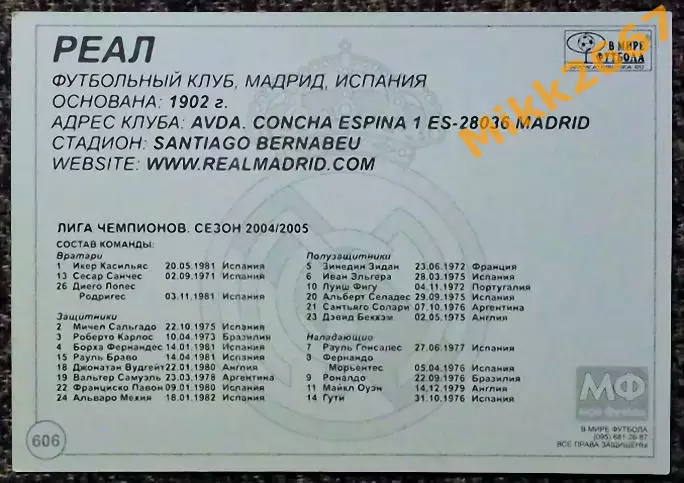 РЕАЛ
ФУТБОЛЬНЫЙ КЛУБ, МАДРИД, ИСПАНИЯ
ОСНОВАНА: 1902 г.
АДРЕС КЛУБА: AVDA. CONCHA ESPINA 1 ES-28036 MADRID
СТАДИОН: SANTIAGO BERNABEU
WEBSITE: WWW.REALMADRID.COM
В МИРЕ
ФУТБОЛА
Mikk2667
ЛИГА ЧЕМПИОНОВ. СЕЗОН 2004/2005
СОСТАВ КОМАНДЫ:
Вратари
1 Икер Касильяс 20.05.1981 Испания
13 Сесар Санчес 02.09.1971 Испания
26 Диего Лопес
Родригес 03.11.1981 Испания
Защитники
2 Мичел Сальгадо 22.10.1975 Испания
3 Роберто Карлос 10.04.1973 Бразилия
4 Борха Фернандес 14.01.1981 Испания
15 Рауль Браво 14.04.1981 Испания
18 Джонатан Вудгейт 22.01.1980 Англия
19 Вальтер Самуэль 23.03.1978 Аргентина
22 Франциско Павон 09.01.1980 Испания
24 Альваро Мехия 18.01.1982 Испания
Полузащитники
5 Зинедин Зидан 23.06.1972 Франция
6 Иван Эльгера 28.03.1975 Испания
10 Луиш Фигу 04.11.1972 Португалия
20 Альберт Селадес 29.09.1975 Испания
21 Сантьяго Солари 07.10.1976 Аргентина
23 Дэвид Бекхэм 02.05.1975 Англия
Нападающие
7 Рауль Гонсалес 27.06.1977 Испания
8 Фернандо
Морьентес 05.04.1976 Испания
9 Роналдо 22.09.1976 Бразилия
11 Майкл Оуэн 14.12.1979 Англия
14 Гути 31.10.1976 Испания
МФ
мир Футбола
В МИРЕ ФУТБОЛА
(095) 681-26-87
ВСЕ ПРАВА ЗАЩИЩЕНЫ
606